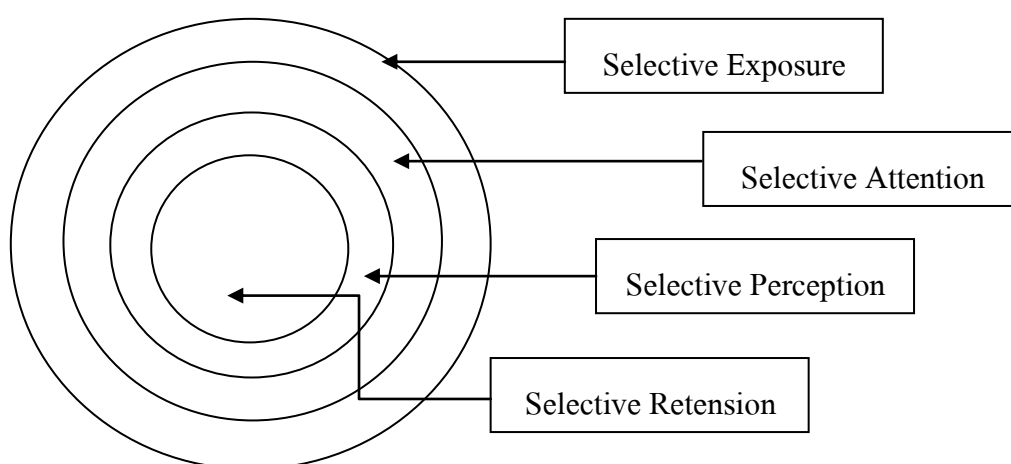 Selective Exposure
Selective Attention
Selective Perception
Selective Retension